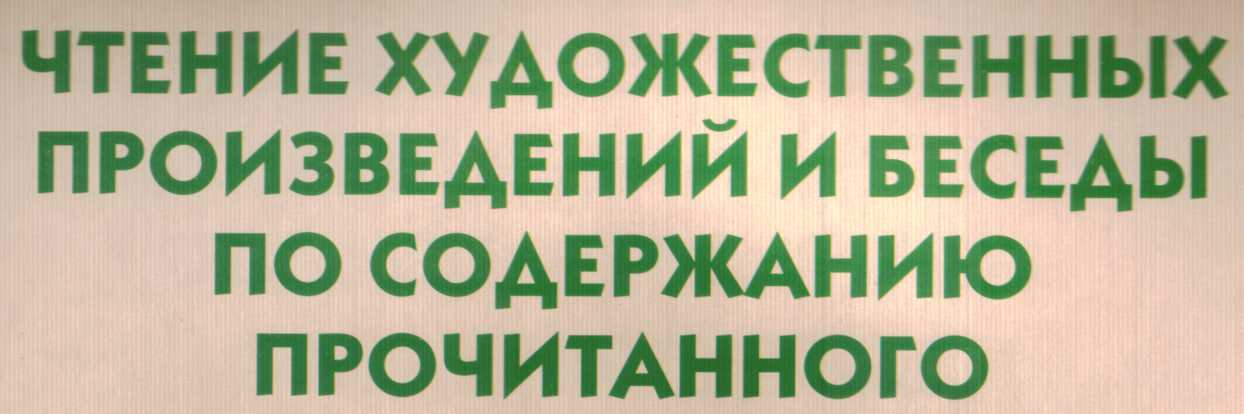 ЧТЕНИЕ ХУДОЖЕСТВЕННЫХ
ПРОИЗВЕДЕНИЙ И БЕСЕДЫ
ПО СОДЕРЖАНИЮ
ПРОЧИТАННОГО